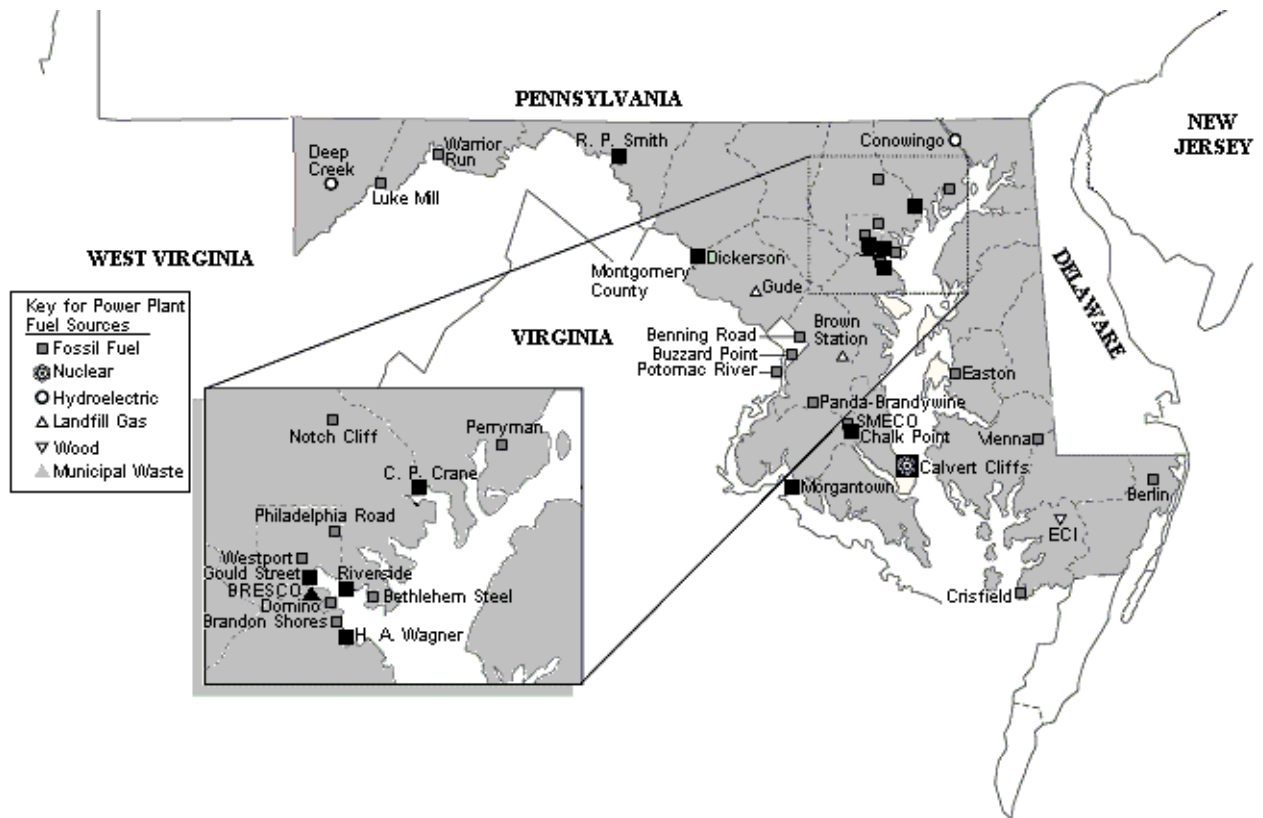 PENNSYLVANIA
NEW
JERSEY
Conowingo
R. P. Smith
Warrior
Run
Deep
Creek
Luke Mill
WEST VIRGINIA
Montgomery
County
Dickerson
Gude
DELAWARE
VIRGINIA
Benning Road
Buzzard Point
Potomac River
Brown
Station
Easton
Panda-Brandywine
SMECO
Chalk Point
Vienna
Calvert Cliffs
Morgantown
Berlin
ECI
Crisfield
Key for Power Plant
Fuel Sources
Fossil Fuel
Nuclear
Hydroelectric
Landfill Gas
Wood
Municipal Waste
Notch Cliff
Perryman
C. P. Crane
Philadelphia Road
Westport
Gould Street
Riverside
BRESCO
Bethlehem Steel
Domino
Brandon Shores
H. A. Wagner